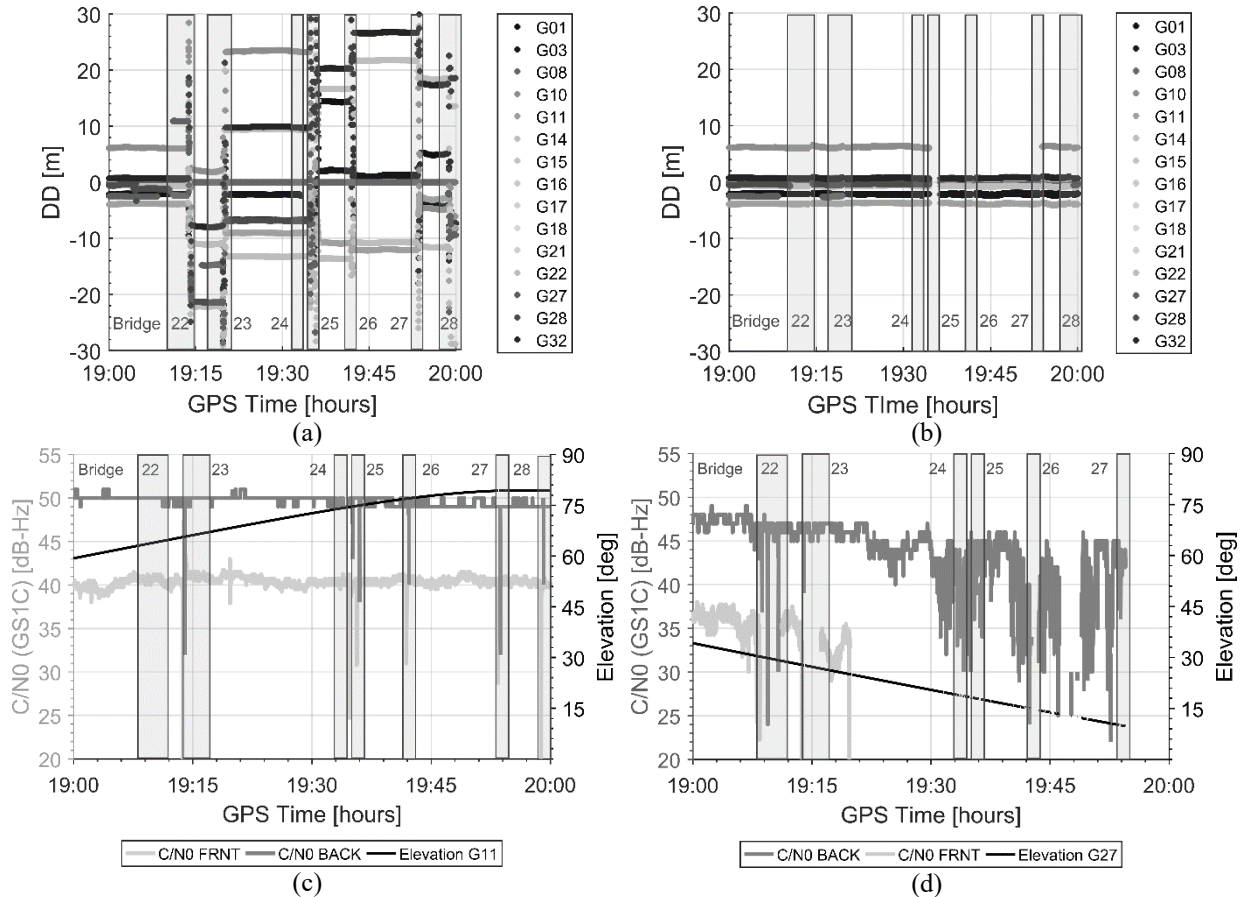 30
20
10
0
-10
-20
-30
DD [m]
Bridge 22 23 24 25 26 27 28
19:00 19:15 19:30 19:45 20:00
GPS Time [hours]
G01
G03
G08
G10
G11
G14
G15
G16
G17
G18
G21
G22
G27
G28
G32
(a)
30
20
10
0
-10
-20
-30
DD [m]
Bridge 22 23 24 25 26 27 28
19:00 19:15 1930 19:45 20:00
GPS TIme [hours]
G01
G03
G08
G10
G11
G14
G15
G16
G17
G18
G21
G22
G27
G28
G32
(b)
Bridge 22 23 24 25 26 27 28
55
50
45
40
35
30
25
20
C/N0 (GS1C) [dB-Hz]
90
75
60
45
30
15
0
Elevation [deg]
19:00 19:15 19:30 19:45 20:00
GPS Time [hours]
C/N0 FRNT C/N0 BACK Elevation G11
(c)
Bridge 22 23 24 25 26 27
55
50
45
40
35
30
25
20
C/N0 (GS1C) [dB-Hz]
90
75
60
45
30
15
0
Elevation [deg]
19:00 19:15 19:30 19:45 20:00
GPS Time [hours]
C/N0 BACK C/N0 FRNT Elevation G27
(d)